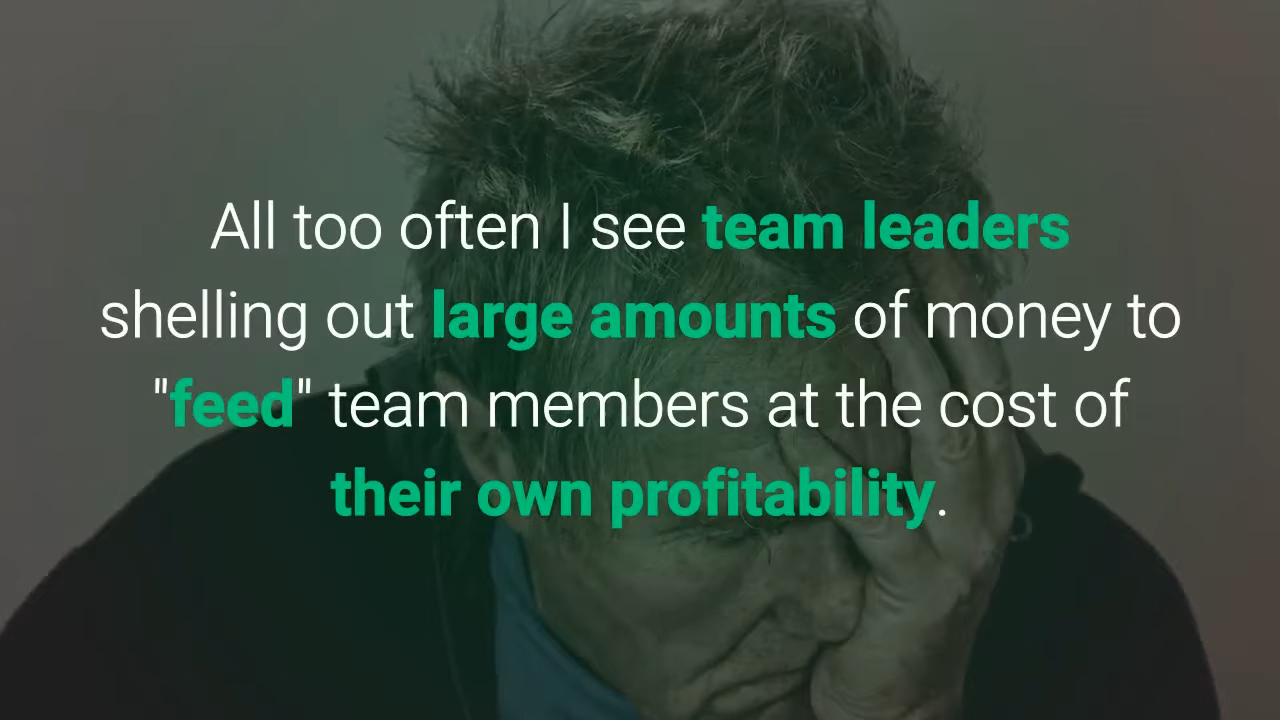 All too often I see team leaders
shelling out large amounts of money to
"feed" team members at the cost of
their own profitability.